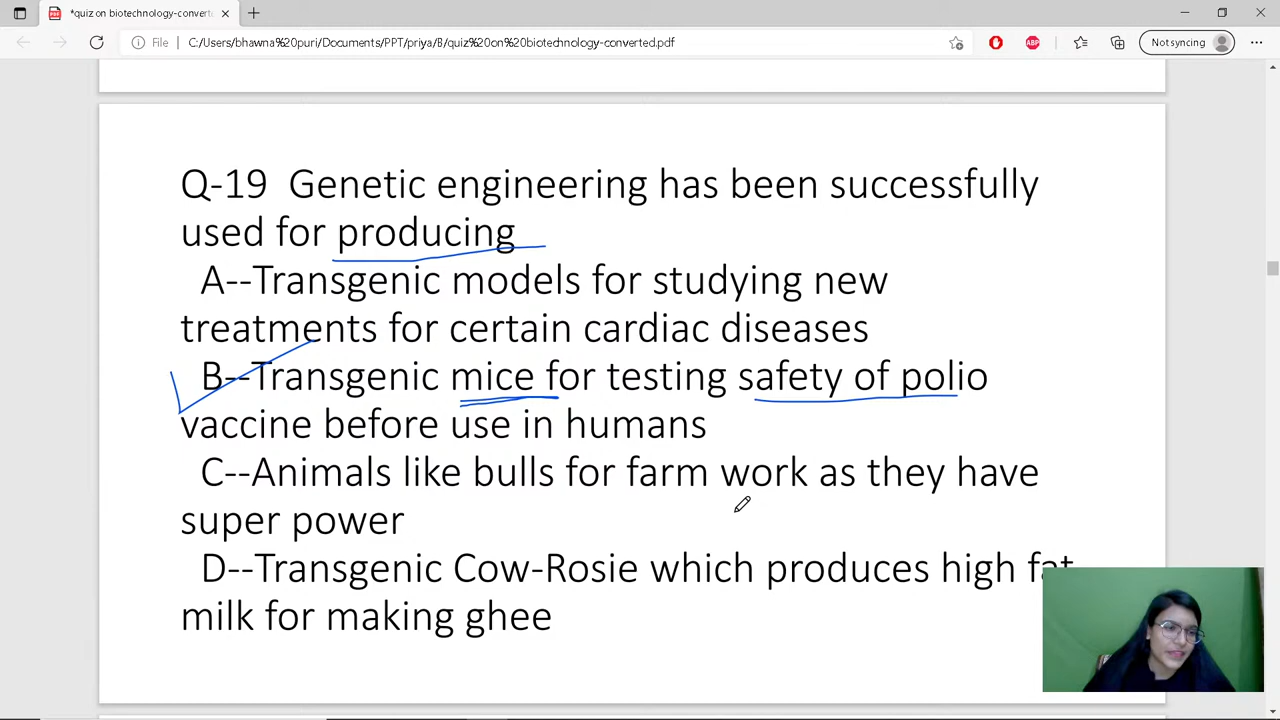 *quiz on biotechnology-converte
File
C:/Users/bhawna%20puri/Documents/PPT/priya/B/quiz%20on%20biotechnology-converted.pdf
ABP
Not syncing
Q-19 Genetic engineering has been successfully
used for producing
A--Transgenic models for studying new
treatments for certain cardiac diseases
B--Transgenic mice for testing safety of polio
vaccine before use in humans
C--Animals like bulls for farm work as they have
super power
D--Transgenic Cow-Rosie which produces high fat
milk for making ghee